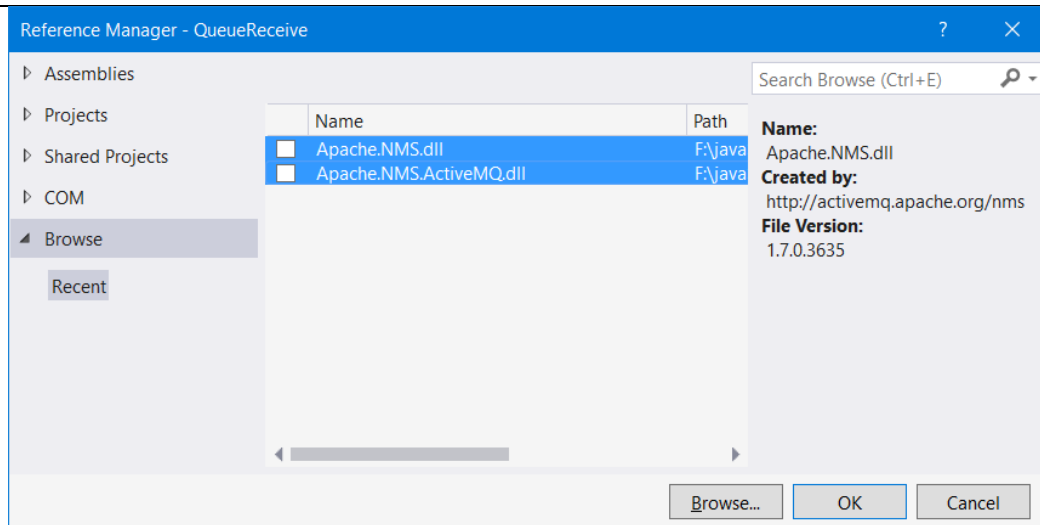 Reference Manager - QueueReceive
? 
Assemblies
Projects
Shared Projects
COM
Browse
Recent
Name Path
Apache.NMS.dll F:\java
Apache.NMS.ActiveMQ.dll F:\java
Search Browse (Ctrl+E)
Name:
Apache.NMS.dll
Created by:
http://activemq.apache.org/nms
File Version:
1.7.0.3635
Browse... OK Cancel